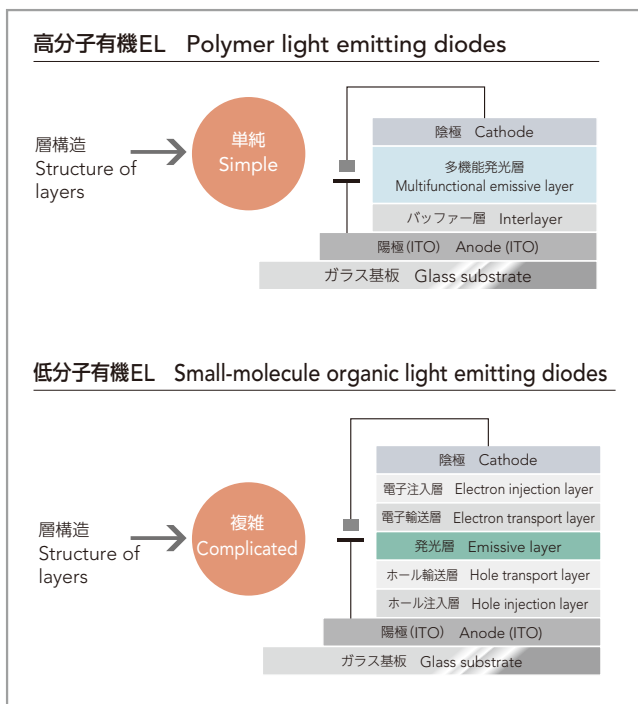 高分子有機EL Polymer light emitting diodes
層構造
Structure of
layers
単純
Simple
陰極 Cathode
多機能発光層
Multifunctional emissive layer
バッファー層 Interlayer
陽極(ITO) Anode (ITO)
ガラス基板 Glass substrate
低分子有機EL Small-molecule organic light emitting diodes
層構造
Structure of
layers
複雑
Complicated
陰極 Cathode
電子注入層 Electron injection layer
電子輸送層 Electron transport layer
発光層 Emissive layer
ホール輸送層 Hole transport layer
ホール注入層 Hole injection layer
陽極(ITO) Anode (ITO)
ガラス基板 Glass substrate